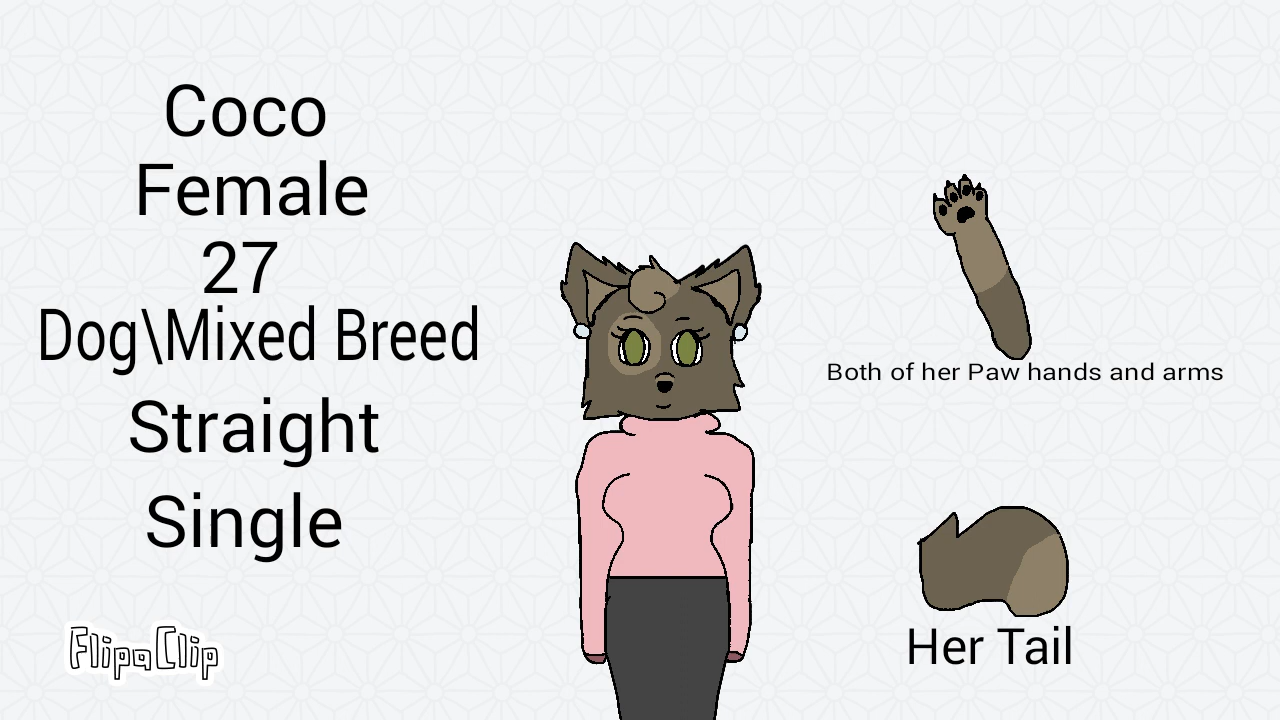 Coco
Female
27
Dog\Mixed Breed
Straight
Single
Both of her Paw hands and arms
Her Tail
FlipaClip